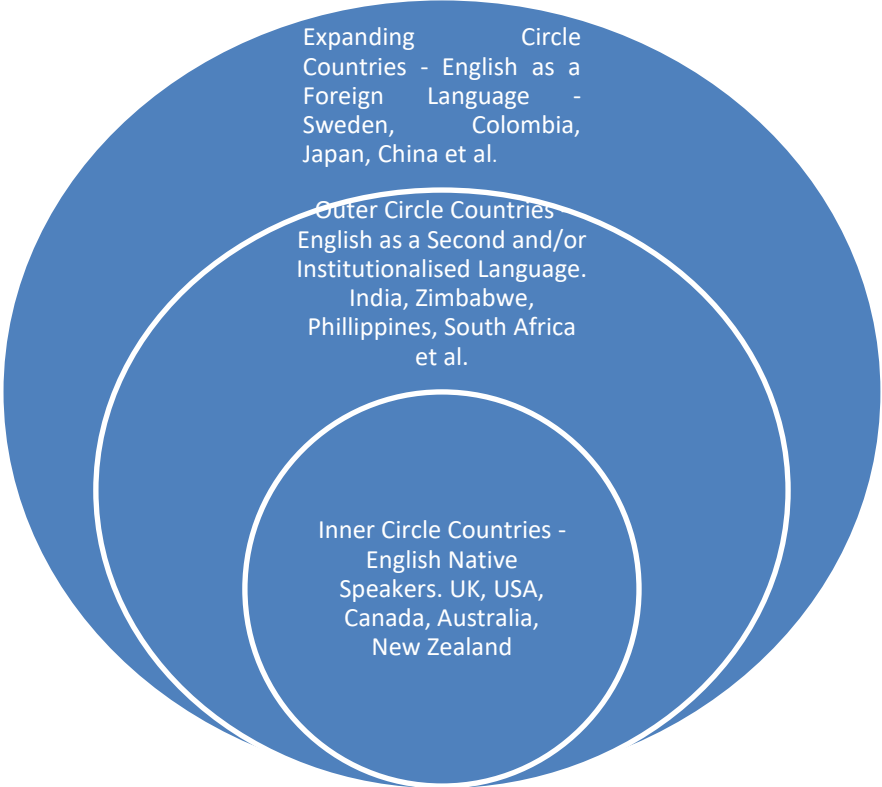 Expanding Circle
Countries - English as a
Foreign Language -
Sweden, Colombia,
Japan, China et al.
Outer Circle Countries -
English as a Second and/or
Institutionalised Language.
India, Zimbabwe,
Phillippines, South Africa
et al.
Inner Circle Countries -
English Native
Speakers. UK, USA,
Canada, Australia,
New Zealand